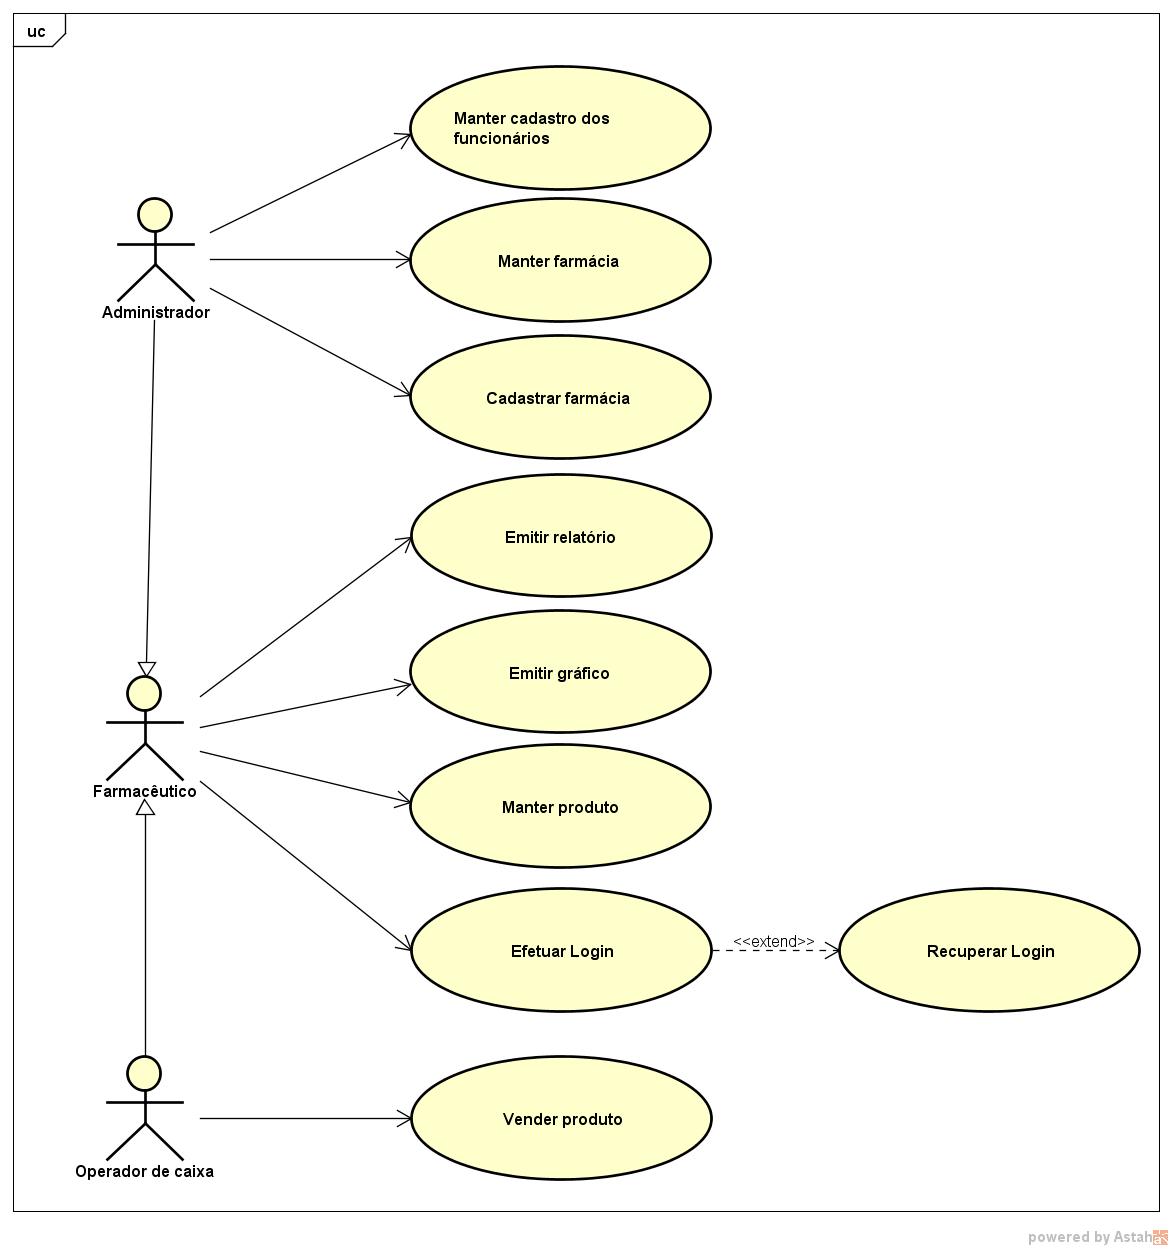 uc
Manter cadastro dos
funcionários
Manter farmácia
Administrador
Cadastrar farmácia
Emitir relatório
Emitir gráfico
Farmacêutico
Manter produto
Efetuar Login
<<extend>>
Recuperar Login
Vender produto
Operador de caixa
powered by Astah